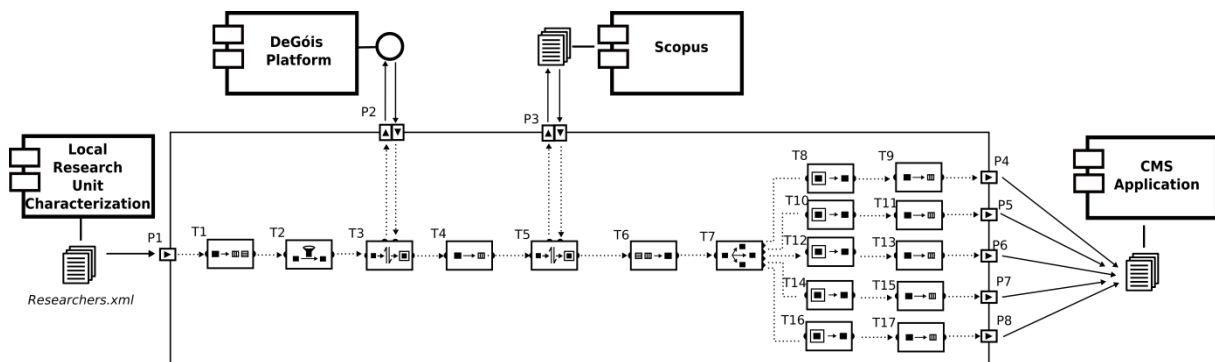 DeGóis
Platform
Scopus
P2
P3
Local
Research
Unit
Characterization
CMS
Application
T8
T9
P4
T10
T11
P5
P1
T1
T2
T3
T4
T5
T6
T7
T12
T13
P6
T14
T15
P7
T16
T17
P8
Researchers.xml